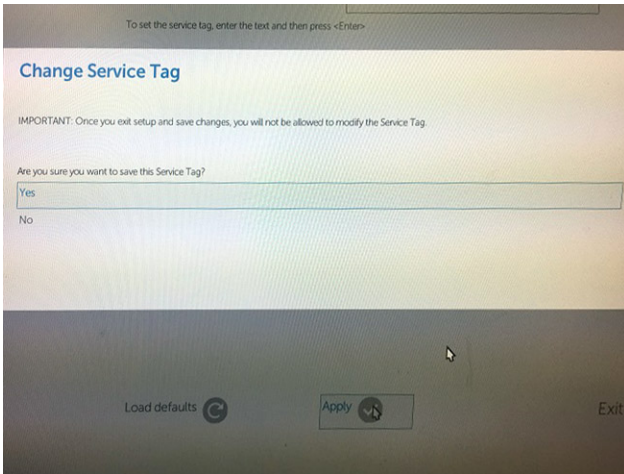 To set the service tag, enter the text and then press <Enter>
Change Service Tag
IMPORTANT: Once you exit setup and save changes, you will not be allowed to modify the Service Tag.
Are you sure you want to save this Service Tag?
Yes
No
Load defaults
Apply
Exit